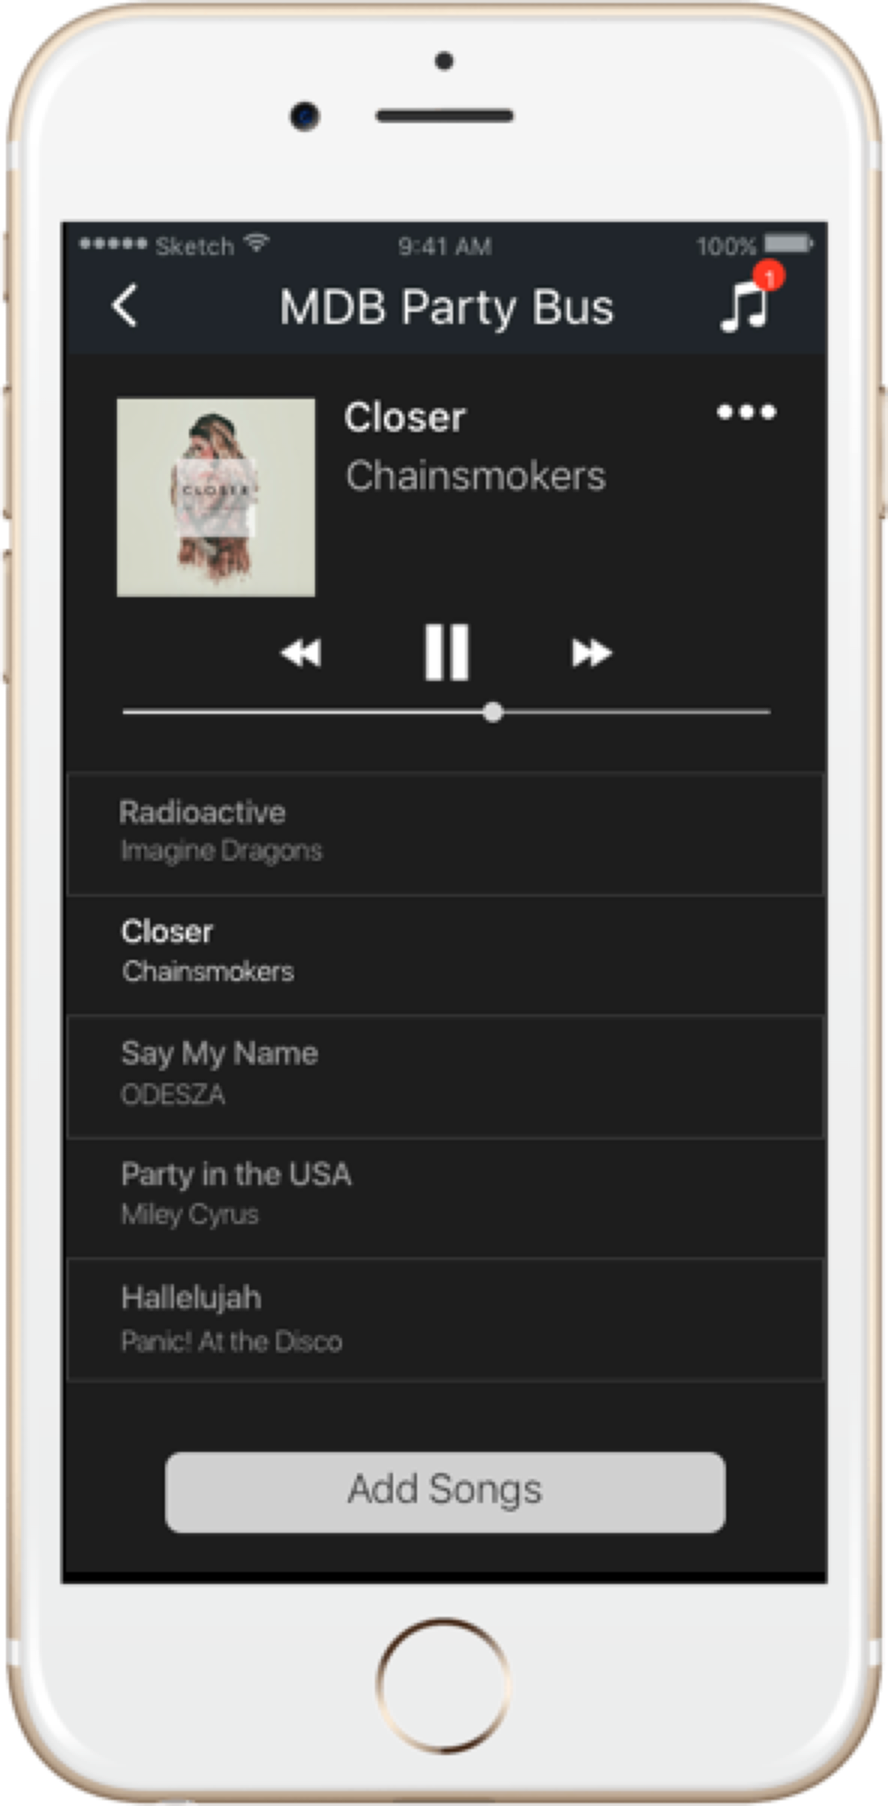 Sketch
9:41 AM
100%
MDB Party Bus
1
Closer
Chainsmokers
CLOSER
Radioactive
Imagine Dragons
Closer
Chainsmokers
Say My Name
ODESZA
Party in the USA
Miley Cyrus
Hallelujah
Panic! At the Disco
Add Songs